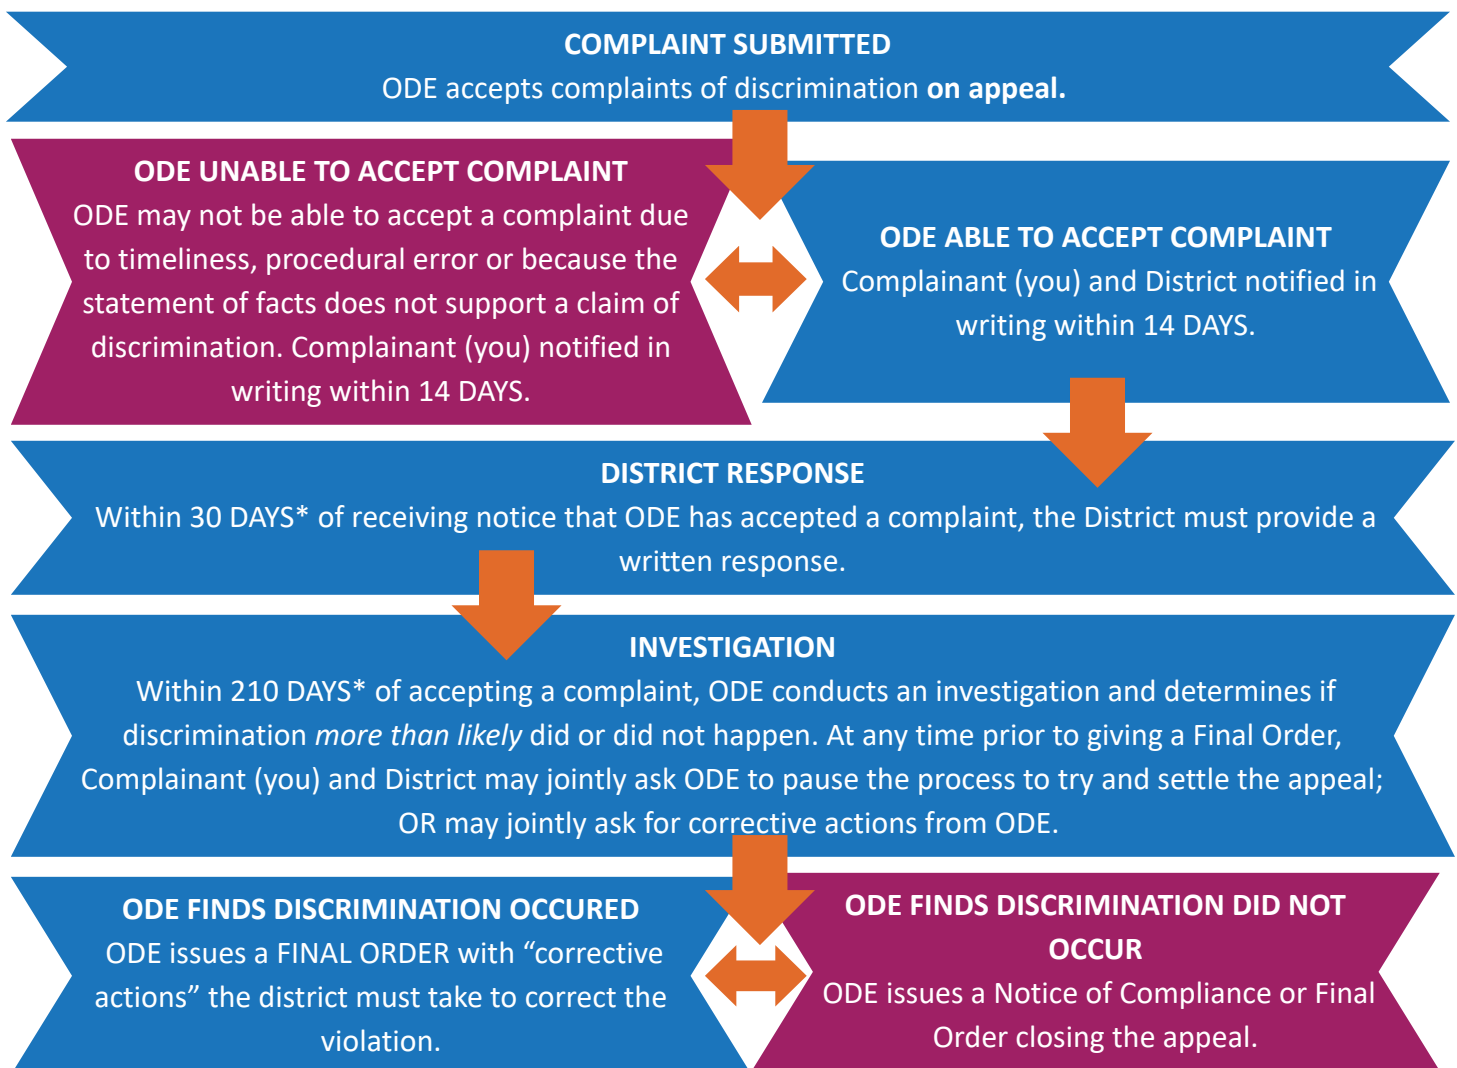 COMPLAINT SUBMITTED
ODE accepts complaints of discrimination on appeal.
ODE UNABLE TO ACCEPT COMPLAINT
ODE may not be able to accept a complaint due
to timeliness, procedural error or because the
statement of facts does not support a claim of
discrimination. Complainant (you) notified in
writing within 14 DAYS.
ODE ABLE TO ACCEPT COMPLAINT
Complainant (you) and District notified in
writing within 14 DAYS.
DISTRICT RESPONSE
Within 30 DAYS* of receiving notice that ODE has accepted a complaint, the District must provide a
written response.
INVESTIGATION
Within 210 DAYS* of accepting a complaint, ODE conducts an investigation and determines if
discrimination more than likely did or did not happen. At any time prior to giving a Final Order,
Complainant (you) and District may jointly ask ODE to pause the process to try and settle the appeal;
OR may jointly ask for corrective actions from ODE.
ODE FINDS DISCRIMINATION OCCURED
ODE issues a FINAL ORDER with “corrective
actions” the district must take to correct the
violation.
ODE FINDS DISCRIMINATION DID NOT
OCCUR
ODE issues a Notice of Compliance or Final
Order closing the appeal.